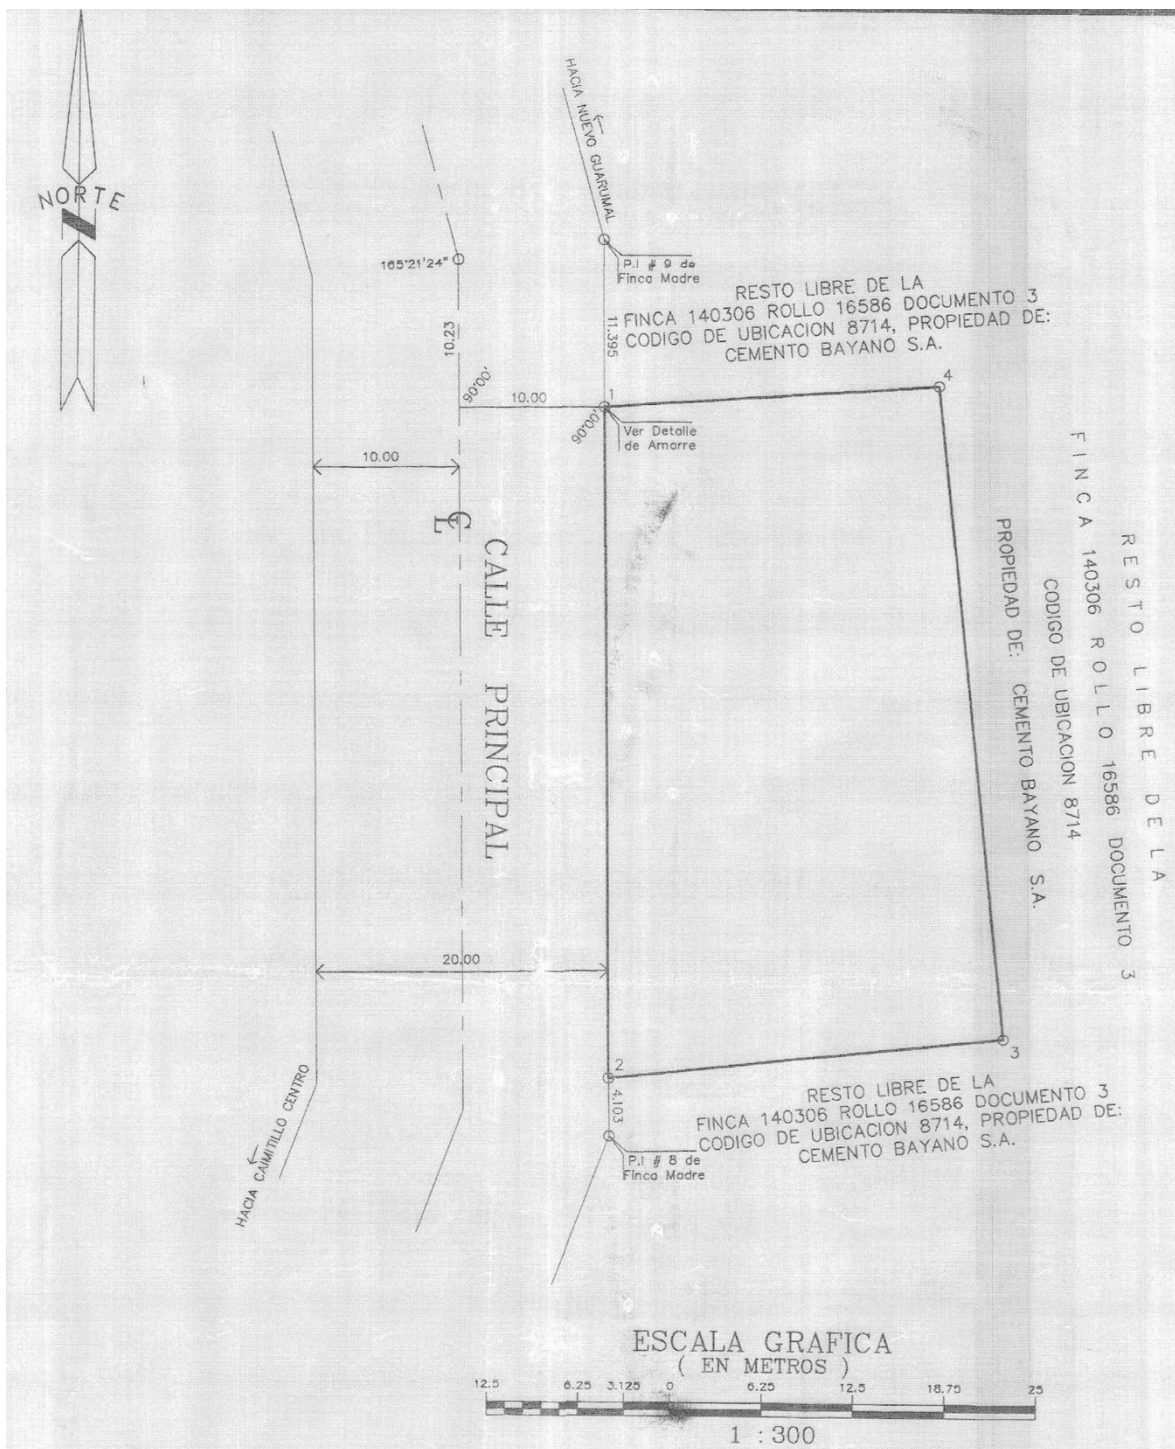 NORTE
HACIA NUEVO GUARUMAL
165°21'24"
P.I # 9 de
Finca Madre
10.23
11.395
RESTO LIBRE DE LA
FINCA 140306 ROLLO 16586 DOCUMENTO 3
CODIGO DE UBICACION 8714, PROPIEDAD DE:
CEMENTO BAYANO S.A.
90.00'
10.00
1
4
90.00'
Ver Detalle
de Amarre
10.00
CL
CALLE PRINCIPAL
RESTO LIBRE DE LA
FINCA 140306 ROLLO 16586 DOCUMENTO 3
CODIGO DE UBICACION 8714
PROPIEDAD DE: CEMENTO BAYANO S.A.
20.00
3
2
HACIA CAIMITILLO CENTRO
4.103
RESTO LIBRE DE LA
FINCA 140306 ROLLO 16586 DOCUMENTO 3
CODIGO DE UBICACION 8714, PROPIEDAD DE:
CEMENTO BAYANO S.A.
P.I # 8 de
Finca Madre
ESCALA GRAFICA
( EN METROS )
12.5 6.25 3.125 0 6.25 12.5 18.75 25
1 : 300